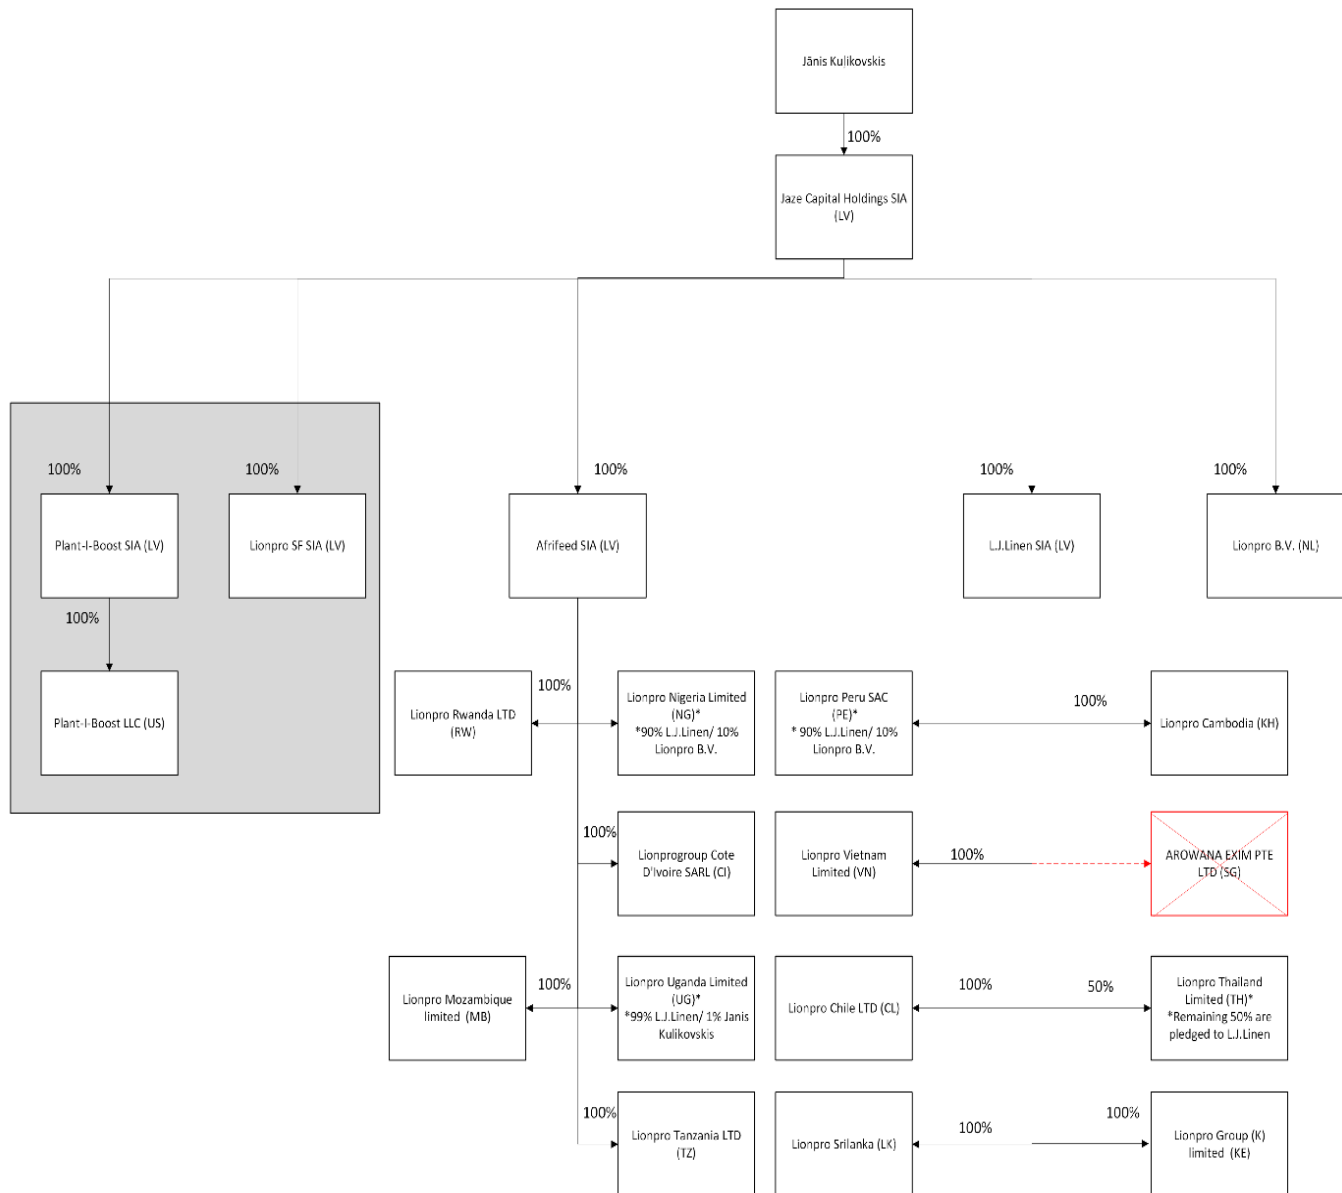 Jānis Kuļikovskis
100%
Jaze Capital Holdings SIA
(LV)
100%
100%
100%
100%
100%
Plant-I-Boost SIA (LV)
Lionpro SF SIA (LV)
Afrifeed SIA (LV)
L.J.Linen SIA (LV)
Lionpro B.V. (NL)
100%
Plant-I-Boost LLC (US)
Lionpro Rwanda LTD
(RW)
100%
Lionpro Nigeria Limited
(NG)*
*90% L.J.Linen/ 10%
Lionpro B.V.
Lionpro Peru SAC
(PE)*
* 90% L.J.Linen/ 10%
Lionpro B.V.
100%
Lionpro Cambodia (KH)
100%
Lionprogroup Cote
D'Ivoire SARL (CI)
Lionpro Vietnam
Limited (VN)
100%
AROWANA EXIM PTE
LTD (SG)
Lionpro Mozambique
limited (MB)
100%
Lionpro Uganda Limited
(UG)*
*99% L.J.Linen/ 1% Janis
Kulikovskis
Lionpro Chile LTD (CL)
100%
50%
Lionpro Thailand
Limited (TH)*
*Remaining 50% are
pledged to L.J.Linen
100%
Lionpro Tanzania LTD
(TZ)
Lionpro Srilanka (LK)
100%
100%
Lionpro Group (K)
limited (KE)